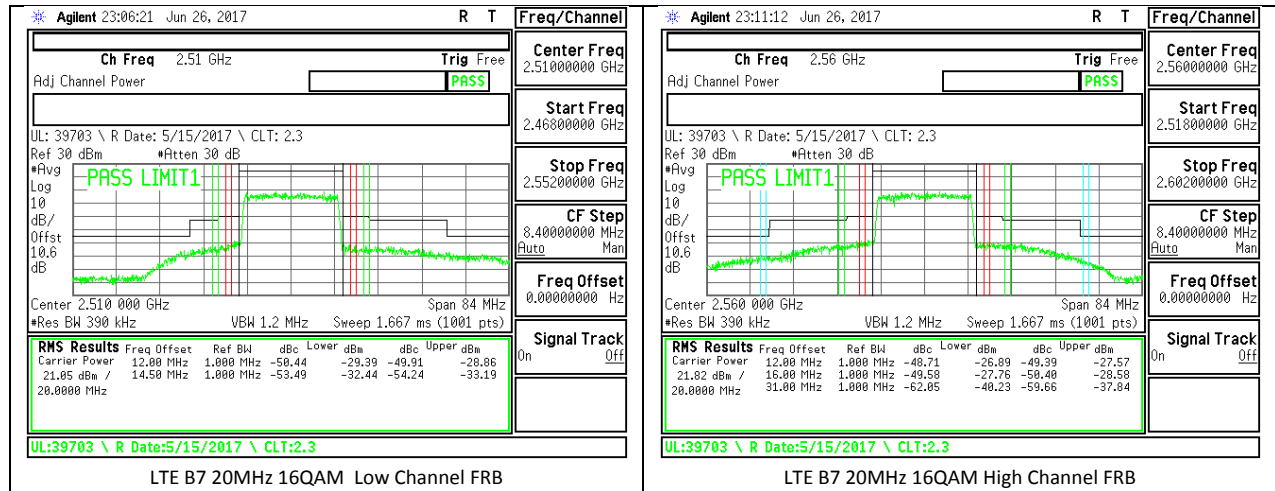 Agilent 23:06:21 Jun 26, 2017 R T
Freq/Channel
Ch Freq 2.51 GHz Trig Free
Adj Channel Power PASS
UL: 39703 \ R Date: 5/15/2017 \ CLT: 2.3
Ref 30 dBm #Atten 30 dB
#Avg
Log
10
dB/
Offst
10.6
dB
PASS LIMIT1
Center 2.510 000 GHz Span 84 MHz
#Res BW 390 kHz VBW 1.2 MHz Sweep 1.667 ms (1001 pts)
RMS Results Freq Offset Ref BW dBc Lower dBm dBc Upper dBm
Carrier Power 12.00 MHz 1.000 MHz -50.44 -29.39 -49.91 -28.86
21.05 dBm / 14.50 MHz 1.000 MHz -53.49 -32.44 -54.24 -33.19
20.0000 MHz
UL:39703 \ R Date:5/15/2017 \ CLT:2.3
Center Freq
2.51000000 GHz
Start Freq
2.46800000 GHz
Stop Freq
2.55200000 GHz
CF Step
8.40000000 MHz
Auto Man
Freq Offset
0.00000000 Hz
Signal Track
On Off
LTE B7 20MHz 16QAM Low Channel FRB
Agilent 23:11:12 Jun 26, 2017 R T
Freq/Channel
Ch Freq 2.56 GHz Trig Free
Adj Channel Power PASS
UL: 39703 \ R Date: 5/15/2017 \ CLT: 2.3
Ref 30 dBm #Atten 30 dB
#Avg
Log
10
dB/
Offst
10.6
dB
PASS LIMIT1
Center 2.560 000 GHz Span 84 MHz
#Res BW 390 kHz VBW 1.2 MHz Sweep 1.667 ms (1001 pts)
RMS Results Freq Offset Ref BW dBc Lower dBm dBc Upper dBm
Carrier Power 12.00 MHz 1.000 MHz -48.71 -26.89 -49.39 -27.57
21.82 dBm / 16.00 MHz 1.000 MHz -49.58 -27.76 -50.40 -28.58
20.0000 MHz 31.00 MHz 1.000 MHz -62.05 -40.23 -59.66 -37.84
UL:39703 \ R Date:5/15/2017 \ CLT:2.3
Center Freq
2.56000000 GHz
Start Freq
2.51800000 GHz
Stop Freq
2.60200000 GHz
CF Step
8.40000000 MHz
Auto Man
Freq Offset
0.00000000 Hz
Signal Track
On Off
LTE B7 20MHz 16QAM High Channel FRB